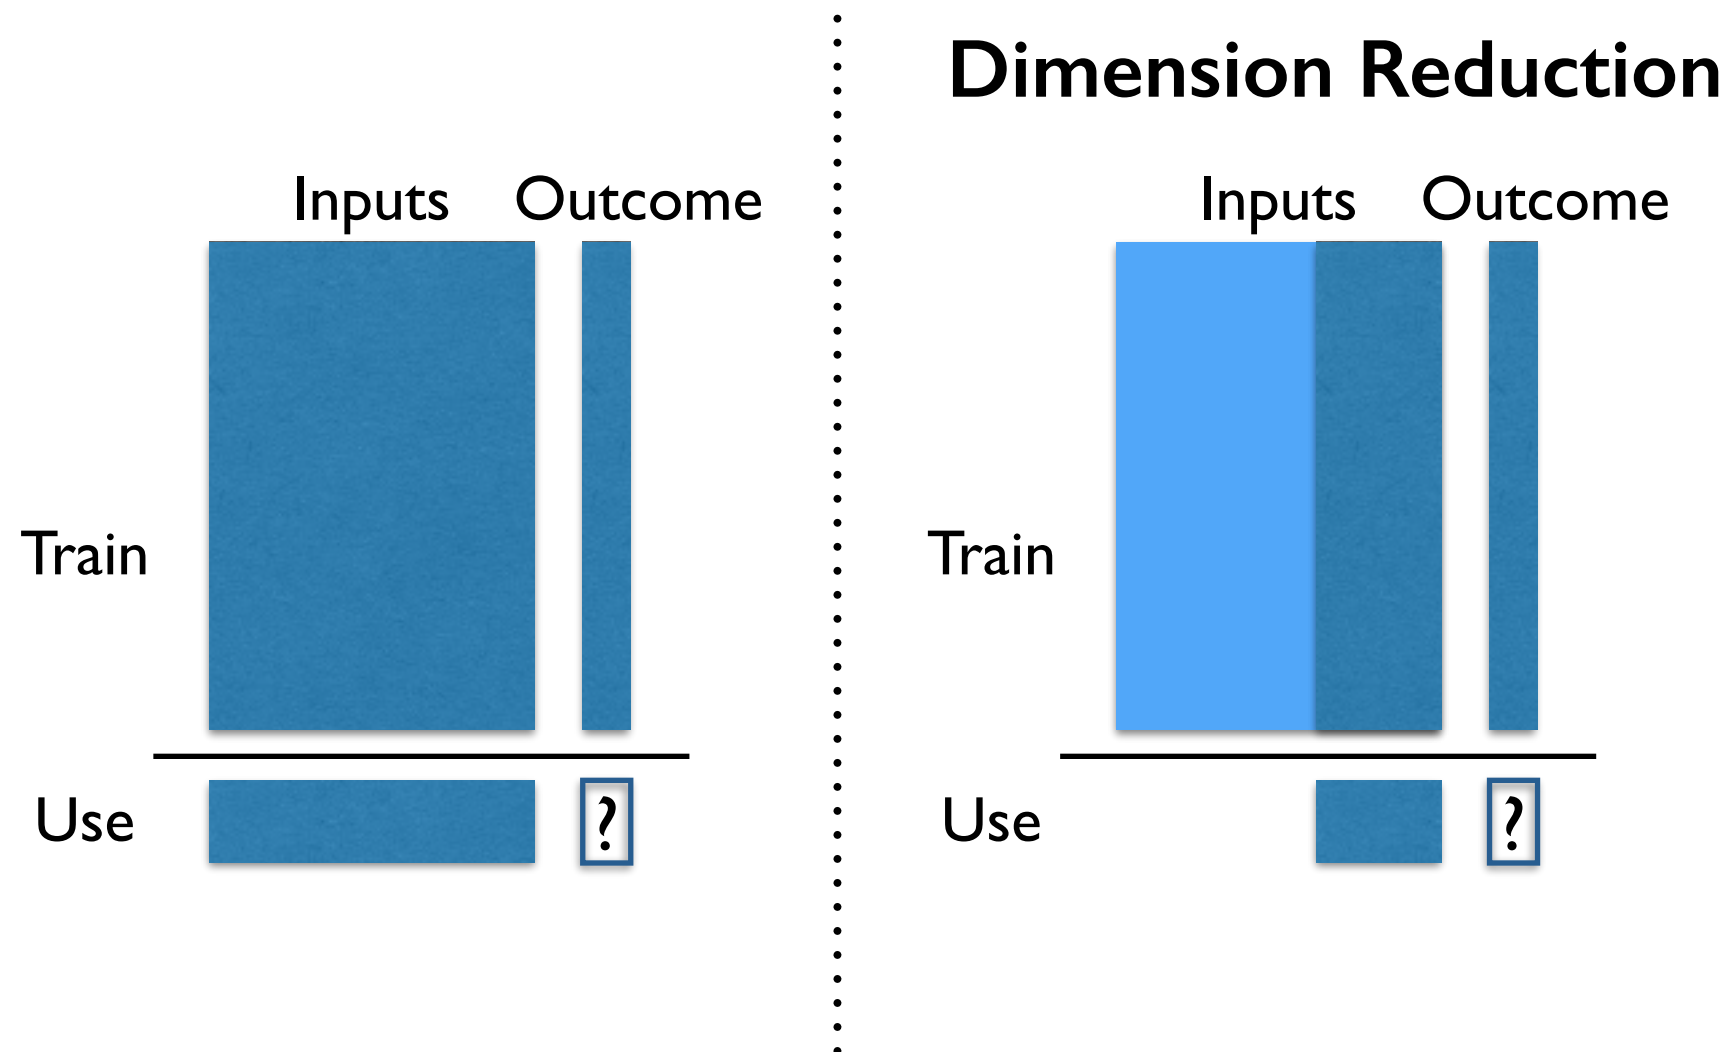 Dimension Reduction
Inputs Outcome
Train
Use ?
Inputs Outcome
Train
Use ?